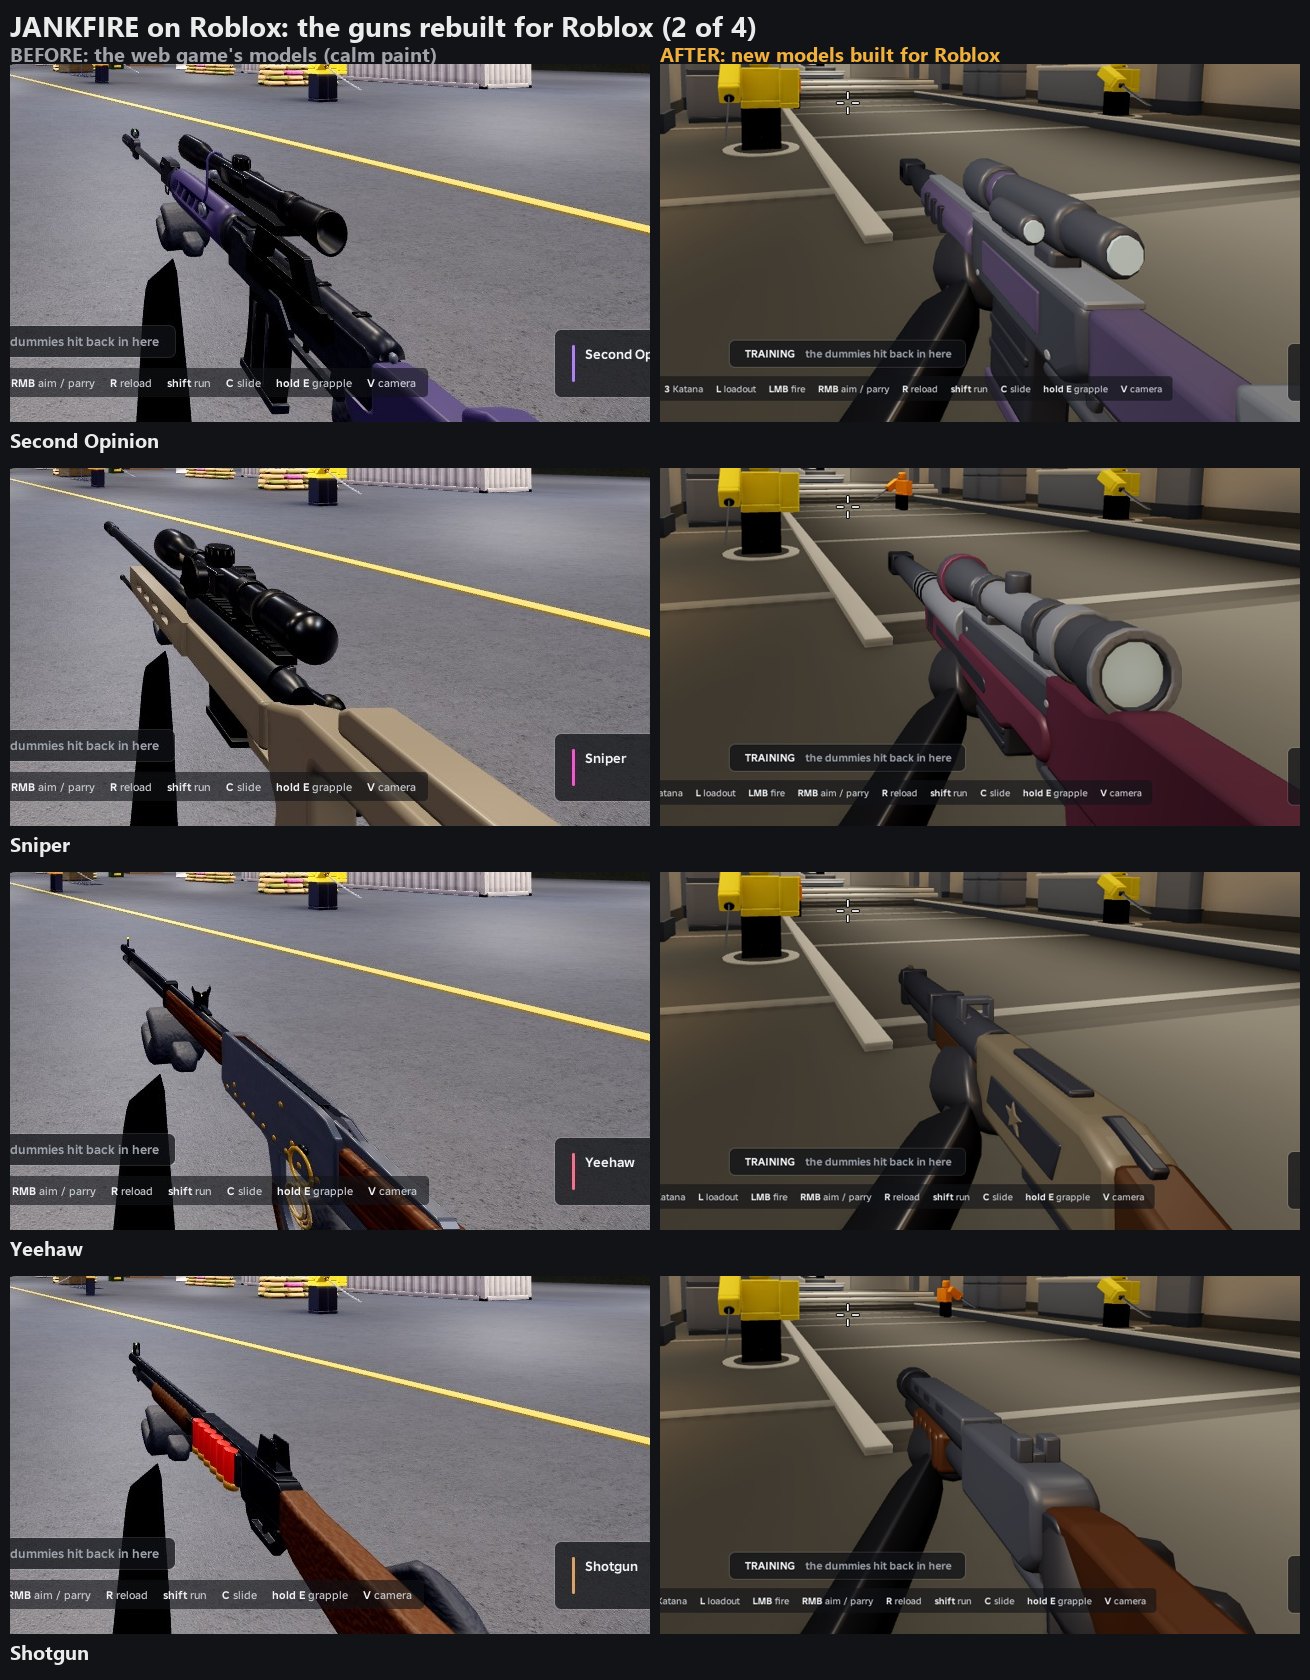 JANKFIRE on Roblox: the guns rebuilt for Roblox (2 of 4)
BEFORE: the web game's models (calm paint)
AFTER: new models built for Roblox
dummies hit back in here
RMB aim / parry R reload shift run C slide hold E grapple V camera
Second Op
TRAINING the dummies hit back in here
3 Katana L loadout LMB fire RMB aim / parry R reload shift run C slide hold E grapple V camera
Second Opinion
dummies hit back in here
RMB aim / parry R reload shift run C slide hold E grapple V camera
Sniper
TRAINING the dummies hit back in here
atana L loadout LMB fire RMB aim / parry R reload shift run C slide hold E grapple V camera
Sniper
dummies hit back in here
RMB aim / parry R reload shift run C slide hold E grapple V camera
Yeehaw
TRAINING the dummies hit back in here
atana L loadout LMB fire RMB aim / parry R reload shift run C slide hold E grapple V camera
Yeehaw
dummies hit back in here
RMB aim / parry R reload shift run C slide hold E grapple V camera
Shotgun
TRAINING the dummies hit back in here
Katana L loadout LMB fire RMB aim / parry R reload shift run C slide hold E grapple V camera
Shotgun